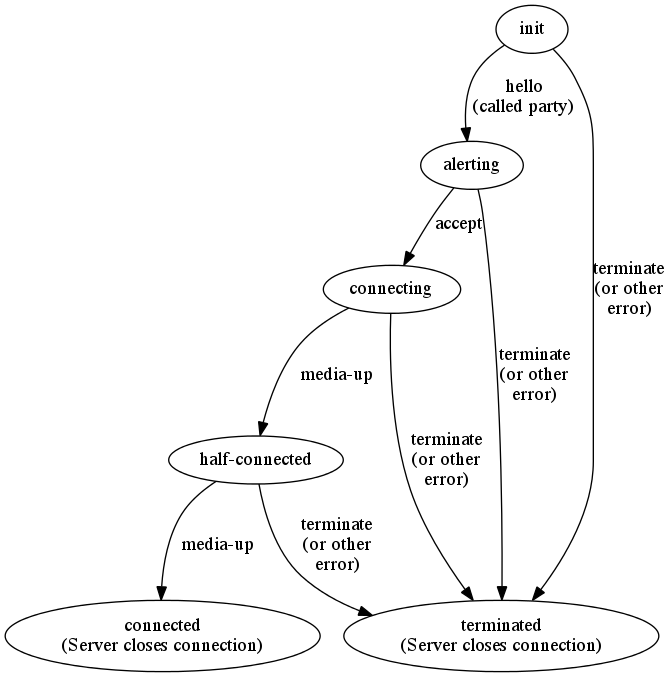 init
hello
(called party)
alerting
accept
terminate
(or other
error)
connecting
terminate
(or other
error)
media-up
terminate
(or other
error)
half-connected
media-up
terminate
(or other
error)
connected
(Server closes connection)
terminated
(Server closes connection)